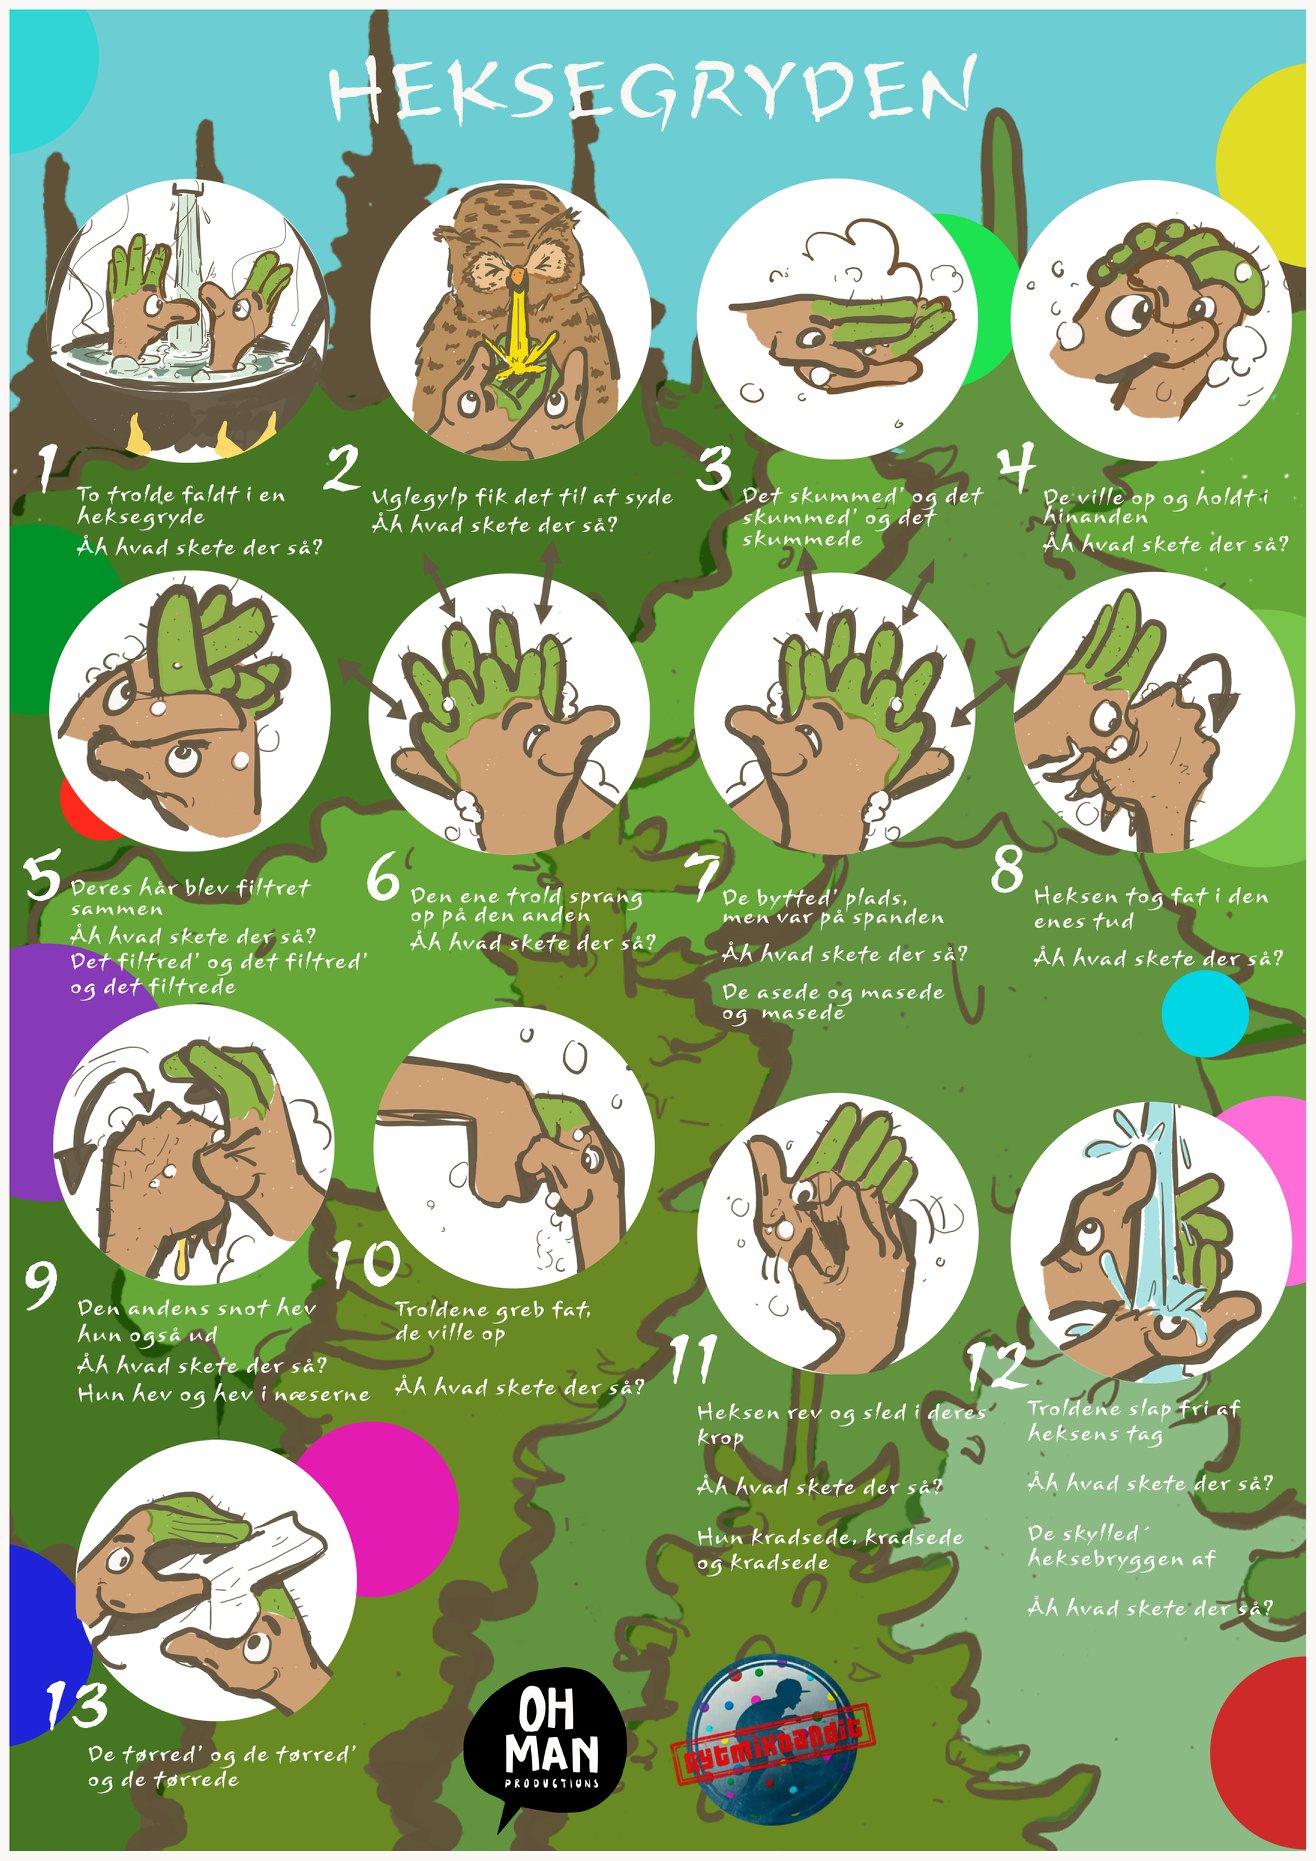 HEKSEGRYDEN
1
To trolde faldt i en
heksegryde
Åh hvad skete der så?
2
Uglegylp fik det til at syde
Åh hvad skete der så?
3
Det skummed' og det
skummed' og det
skummede
4
De ville op og holdt i
hinanden
Åh hvad skete der så?
5
Deres hår blev filtret
sammen
Åh hvad skete der så?
Det filtred' og det filtred'
og det filtrede
6
Den ene trold sprang
op på den anden
Åh hvad skete der så?
7
De bytted' plads,
men var på spanden
Åh hvad skete der så?
De asede og masede
og masede
8
Heksen tog fat i den
enes tud
Åh hvad skete der så?
9
Den andens snot hev
hun også ud
Åh hvad skete der så?
Hun hev og hev i næserne
10
Troldene greb fat,
de ville op
Åh hvad skete der så?
11
Heksen rev og sled i deres
krop
Åh hvad skete der så?
Hun kradsede, kradsede
og kradsede
12
Troldene slap fri af
heksens tag
Åh hvad skete der så?
De skylled´
heksebryggen af
Åh hvad skete der så?
13
De tørred' og de tørred'
og de tørrede
OH
MAN
PRODUCTIONS
rytmixbandit